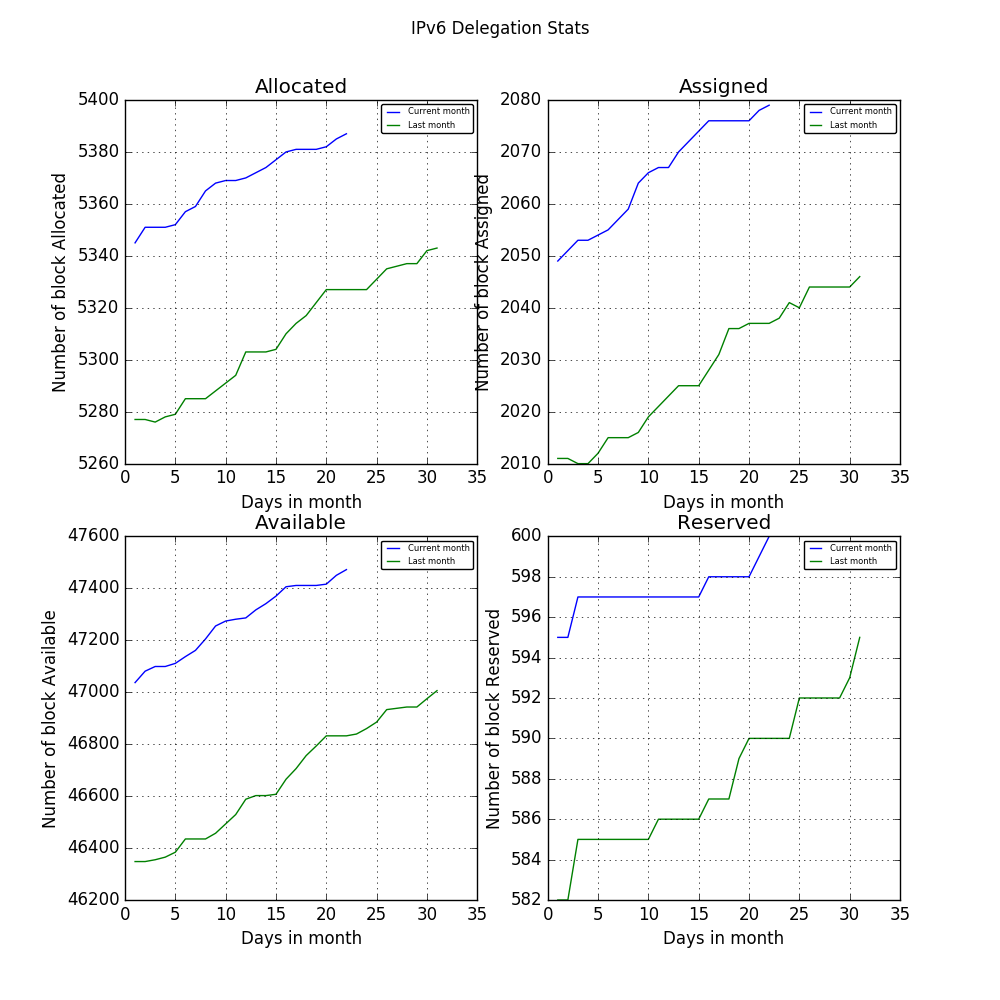 IPv6 Delegation Stats
Allocated
Number of block Allocated
5400
5380
5360
5340
5320
5300
5280
5260
Current month
Last month
0 5 10 15 20 25 30 35
Days in month
Assigned
Number of block Assigned
2080
2070
2060
2050
2040
2030
2020
2010
Current month
Last month
0 5 10 15 20 25 30 35
Days in month
Available
Number of block Available
47600
47400
47200
47000
46800
46600
46400
46200
Current month
Last month
0 5 10 15 20 25 30 35
Days in month
Reserved
Number of block Reserved
600
598
596
594
592
590
588
586
584
582
Current month
Last month
0 5 10 15 20 25 30 35
Days in month